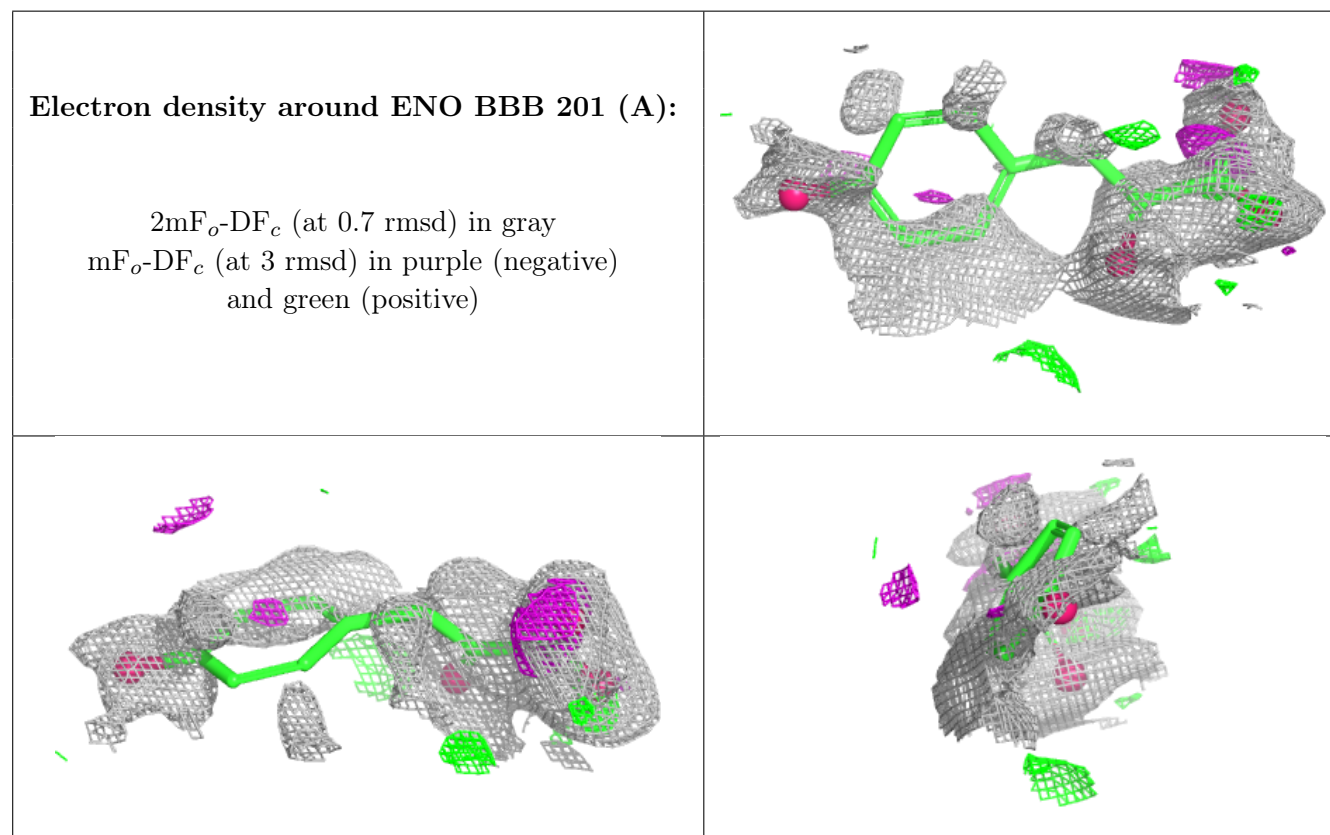 Electron density around ENO BBB 201 (A):
2mFₒ-DF𝒸 (at 0.7 rmsd) in gray
mFₒ-DF𝒸 (at 3 rmsd) in purple (negative)
and green (positive)